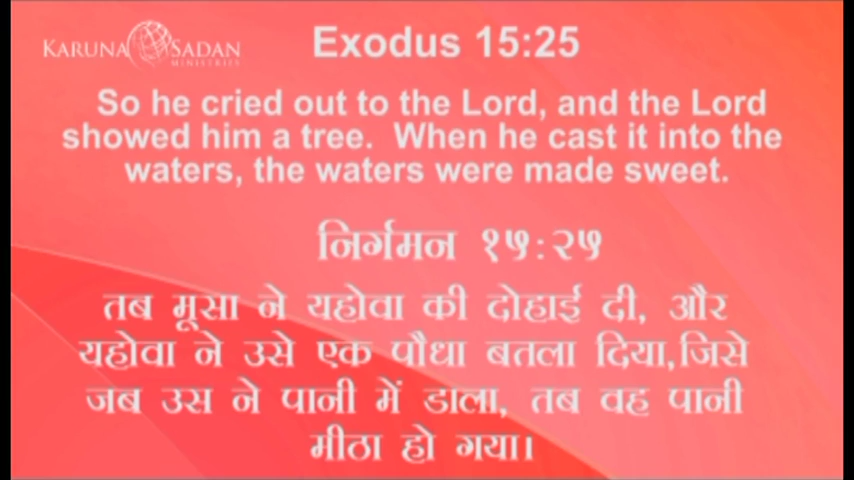 KARUNA SADAN
MINISTRIES
Exodus 15:25
So he cried out to the Lord, and the Lord
showed him a tree. When he cast it into the
waters, the waters were made sweet.
निर्गमन १५:२५
तब मूसा ने यहोवा की दोहाई दी, और
यहोवा ने उसे एक पौधा बतला दिया,जिसे
जब उस ने पानी में डाला, तब वह पानी
मीठा हो गया।